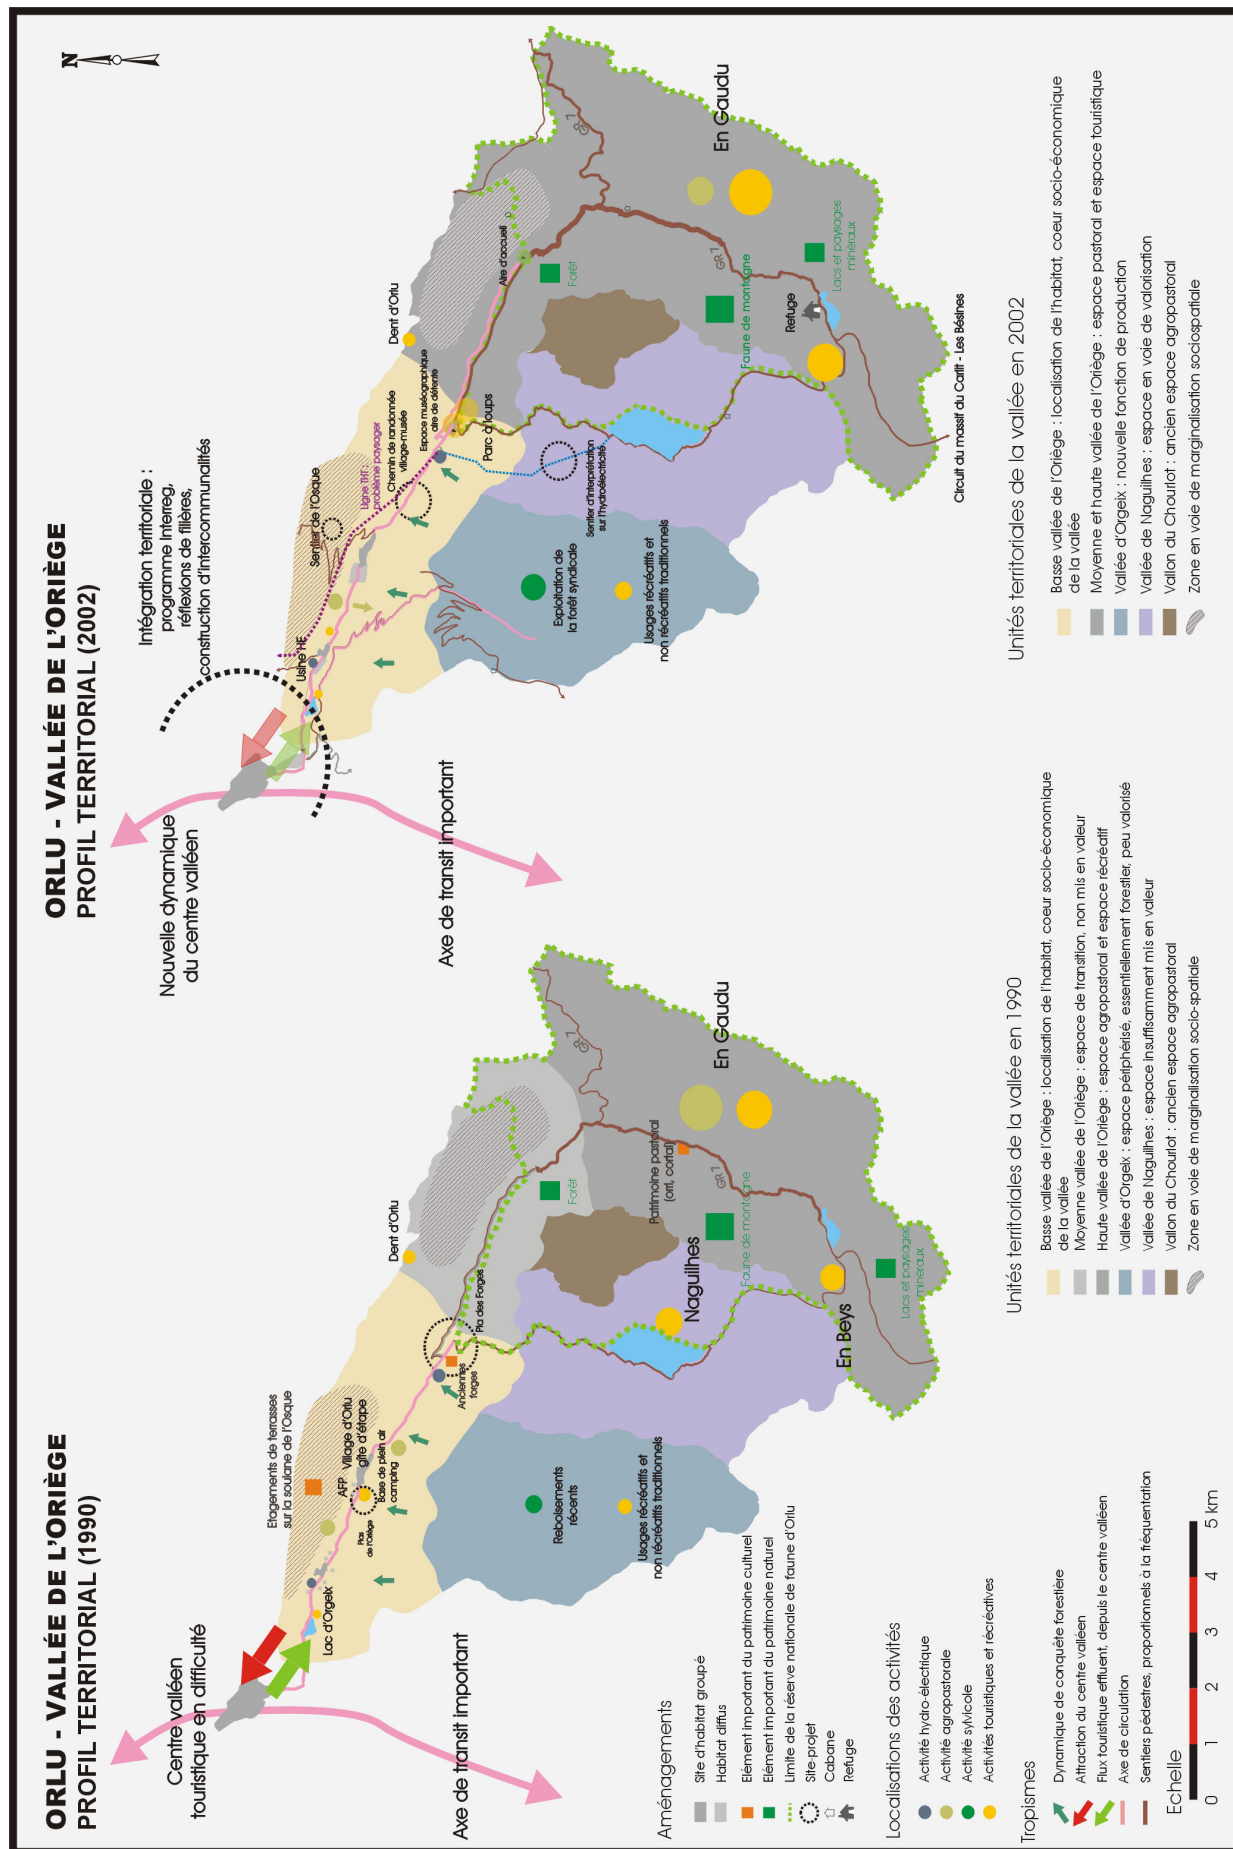 ORLU - VALLÉE DE L'ORIÈGE
PROFIL TERRITORIAL (1990)
Centre valléen
touristique en difficulté
Axe de transit important
Lac d'Orgeix
Etagements de terrasses
sur la soulane de l'Osque
AFP
Village d'Orlu
gîte d'étape
Plas
de l'Oriège
Base de plein air
camping
Dent d'Orlu
Anciennes
forges
Pla des Forges
Forêt
Reboisements
récents
Usages récréatifs et
non récréatifs traditionnels
Naguilhes
Patrimoine pastoral
(orri, cortal)
GR 7
Faune de montagne
En Gaudu
En Beys
Lacs et paysages
minéraux
Aménagements
Site d'habitat groupé
Habitat diffus
Elément important du patrimoine culturel
Elément important du patrimoine naturel
Limite de la réserve nationale de faune d'Orlu
Site-projet
Cabane
Refuge
Localisations des activités
Activité hydro-électrique
Activité agropastorale
Activité sylvicole
Activités touristiques et récréatives
Tropismes
Dynamique de conquête forestière
Attraction du centre valléen
Flux touristique effluent, depuis le centre valléen
Axe de circulation
Sentiers pédestres, proportionnels à la fréquentation
Echelle
0 1 2 3 4 5 km
Unités territoriales de la vallée en 1990
Basse vallée de l'Oriège : localisation de l'habitat, coeur socio-économique
de la vallée
Moyenne vallée de l'Oriège : espace de transition, non mis en valeur
Haute vallée de l'Oriège : espace agropastoral et espace récréatif
Vallée d'Orgeix : espace périphérisé, essentiellement forestier, peu valorisé
Vallée de Naguilhes : espace insuffisamment mis en valeur
Vallon du Chourlot : ancien espace agropastoral
Zone en voie de marginalisation socio-spatiale
ORLU - VALLÉE DE L'ORIÈGE
PROFIL TERRITORIAL (2002)
N
Nouvelle dynamique
du centre valléen
Intégration territoriale :
programme Interreg,
réflexions de filières,
construction d'intercommunalités
Axe de transit important
Usine HE
Sentier de l'Osque
Ligne THT :
problème paysager
Chemin de randonnée
village-musée
Espace muséographique
aire de détente
Dent d'Orlu
Parc à loups
Aire d'accueil
Forêt
Sentier d'interprétation
sur l'hydroélectricité
Exploitation de
la forêt syndicale
Usages récréatifs et
non récréatifs traditionnels
GR 7
Faune de montagne
En Gaudu
Refuge
Lacs et paysages
minéraux
Circuit du massif du Carlit - Les Bésines
Unités territoriales de la vallée en 2002
Basse vallée de l'Oriège : localisation de l'habitat, coeur socio-économique
de la vallée
Moyenne et haute vallée de l'Oriège : espace pastoral et espace touristique
Vallée d'Orgeix : nouvelle fonction de production
Vallée de Naguilhes : espace en voie de valorisation
Vallon du Chourlot : ancien espace agropastoral
Zone en voie de marginalisation sociospatiale